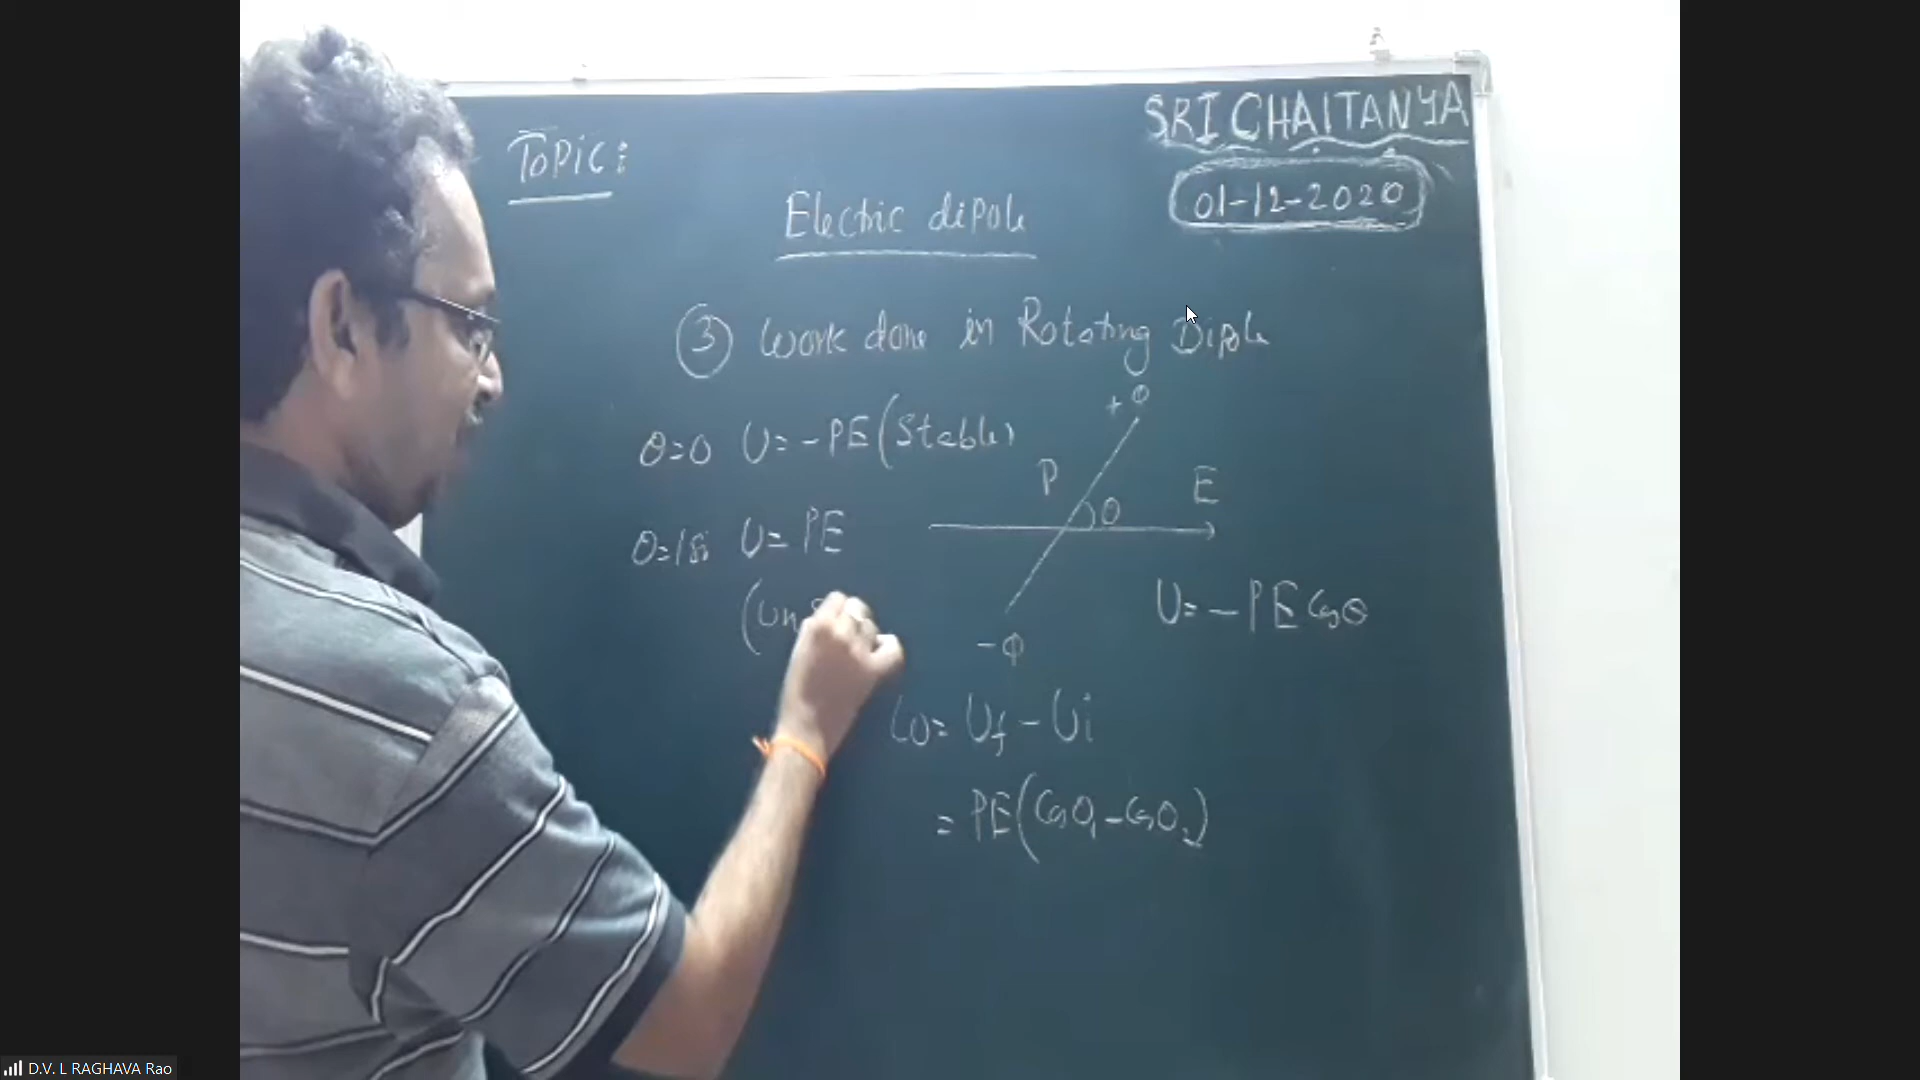 SRI CHAITANYA
Topic:
01-12-2020
Electric dipole
③ Work done in Rotating Dipole
θ=0 U=-PE(Stable)
+Q
P
E
θ
θ=180 U=PE
(Uns
U=-PE Cosθ
-Q
W= Uf - Ui
= PE(Cosθ₁-Cosθ₂)
D.V. L RAGHAVA Rao